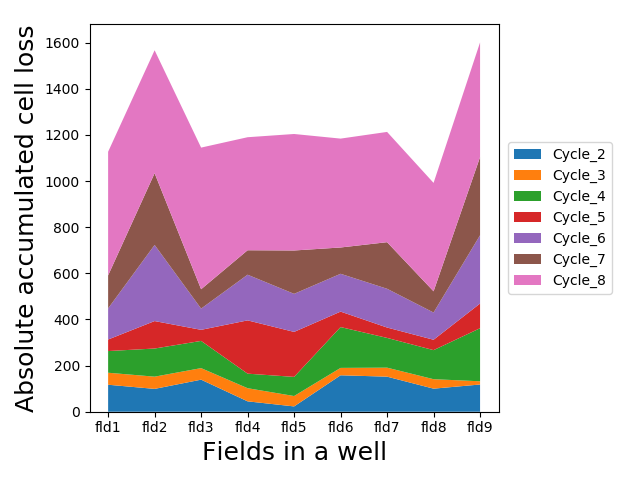 Absolute accumulated cell loss
1600
1400
1200
1000
800
600
400
200
0
fld1 fld2 fld3 fld4 fld5 fld6 fld7 fld8 fld9
Fields in a well
Cycle_2
Cycle_3
Cycle_4
Cycle_5
Cycle_6
Cycle_7
Cycle_8